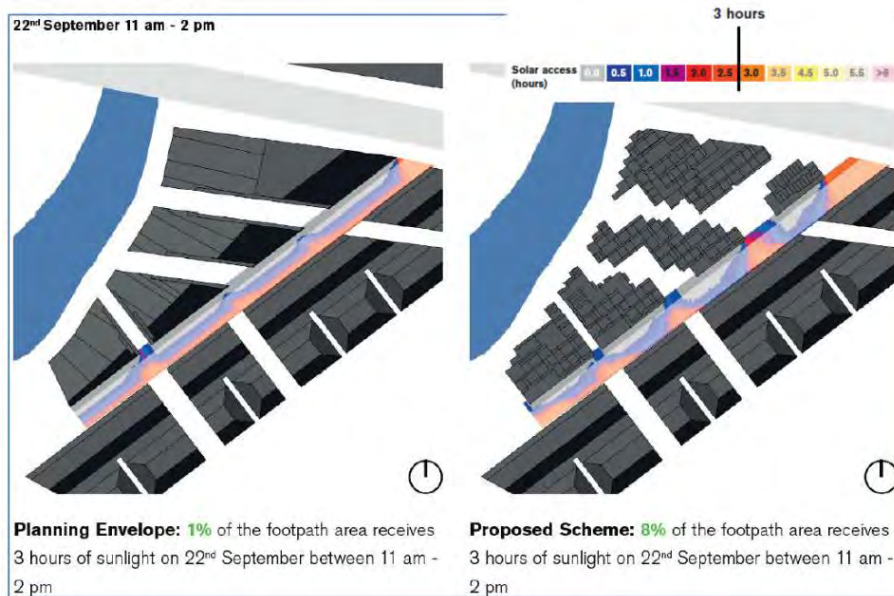 22nd September 11 am - 2 pm
3 hours
Solar access (hours)
0.0 0.5 1.0 1.5 2.0 2.5 3.0 3.5 4.5 5.0 5.5 >6
Planning Envelope: 1% of the footpath area receives
3 hours of sunlight on 22nd September between 11 am -
2 pm
Proposed Scheme: 8% of the footpath area receives
3 hours of sunlight on 22nd September between 11 am -
2 pm